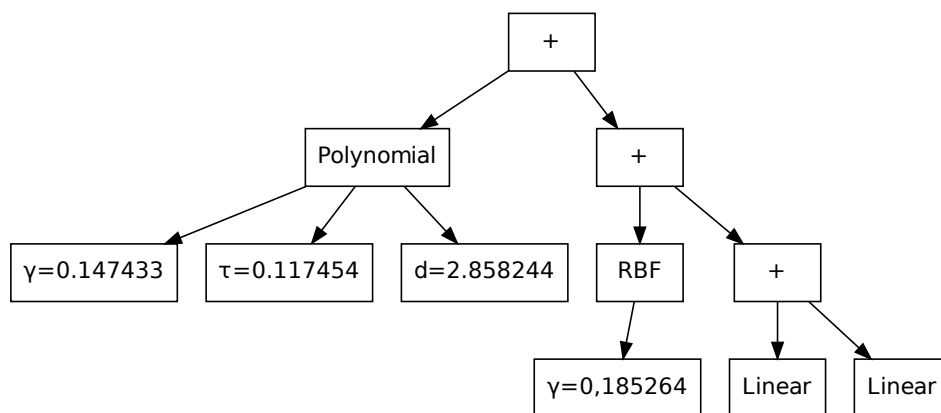 +
Polynomial
+
γ=0.147433
τ=0.117454
d=2.858244
RBF
+
γ=0,185264
Linear
Linear